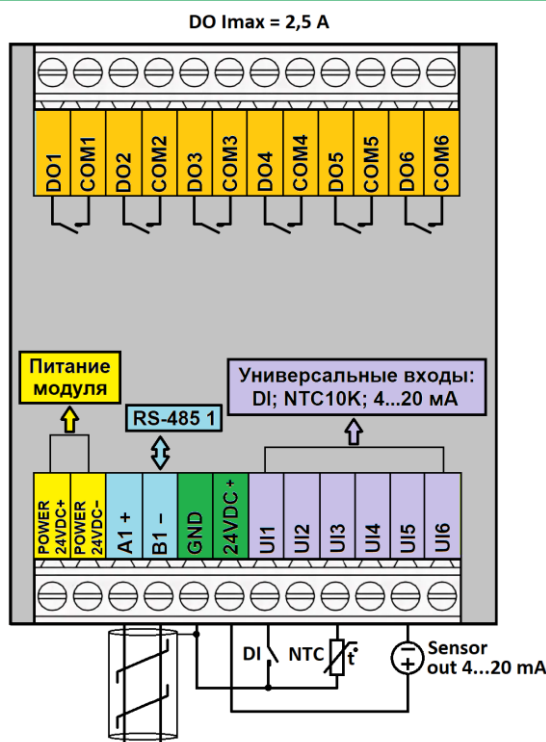 DO Imax = 2,5 A
DO1
COM1
DO2
COM2
DO3
COM3
DO4
COM4
DO5
COM5
DO6
COM6
Питание
модуля
RS-485 1
Универсальные входы:
DI; NTC10K; 4...20 мА
POWER
24VDC+
POWER
24VDC−
A1 +
B1 −
GND
24VDC +
UI1
UI2
UI3
UI4
UI5
UI6
DI
NTC
t°
Sensor
out 4...20 mA